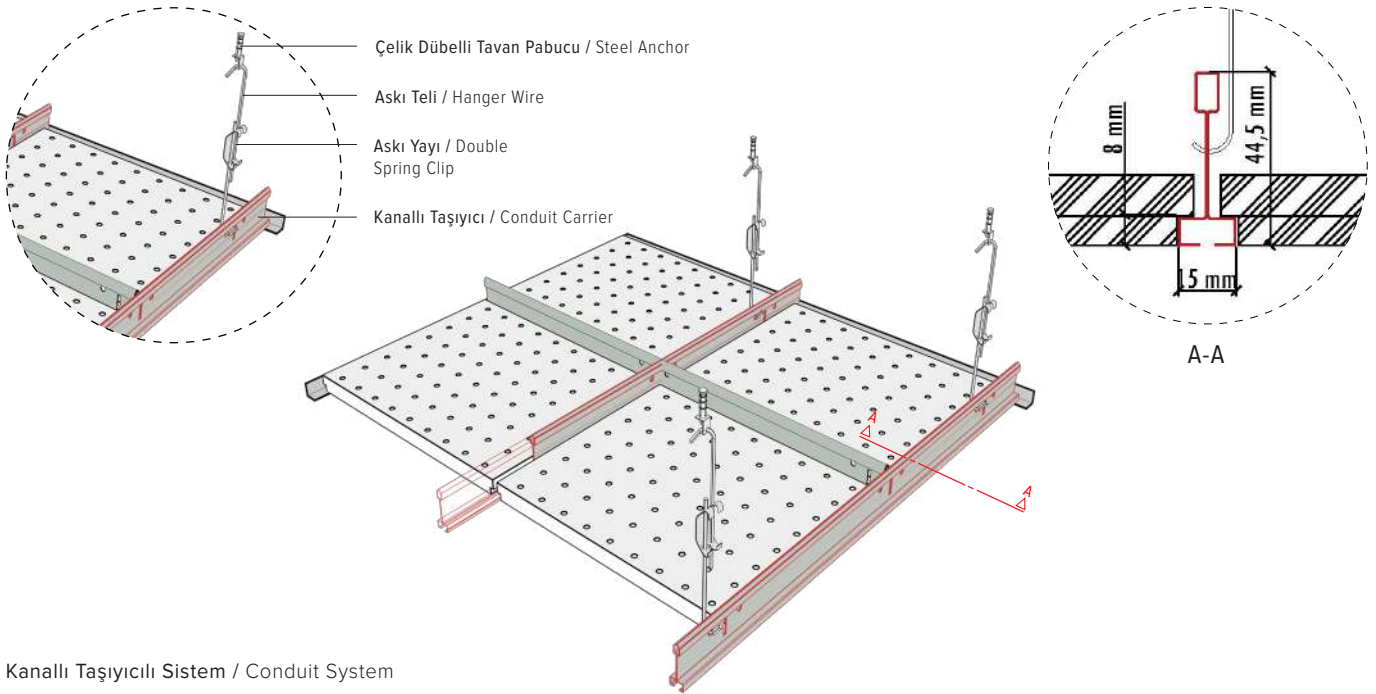 Çelik Dübelli Tavan Pabucu / Steel Anchor
Askı Teli / Hanger Wire
Askı Yayı / Double
Spring Clip
Kanallı Taşıyıcı / Conduit Carrier
8 mm
44,5 mm
15 mm
A-A
A
A
Kanallı Taşıyıcılı Sistem / Conduit System